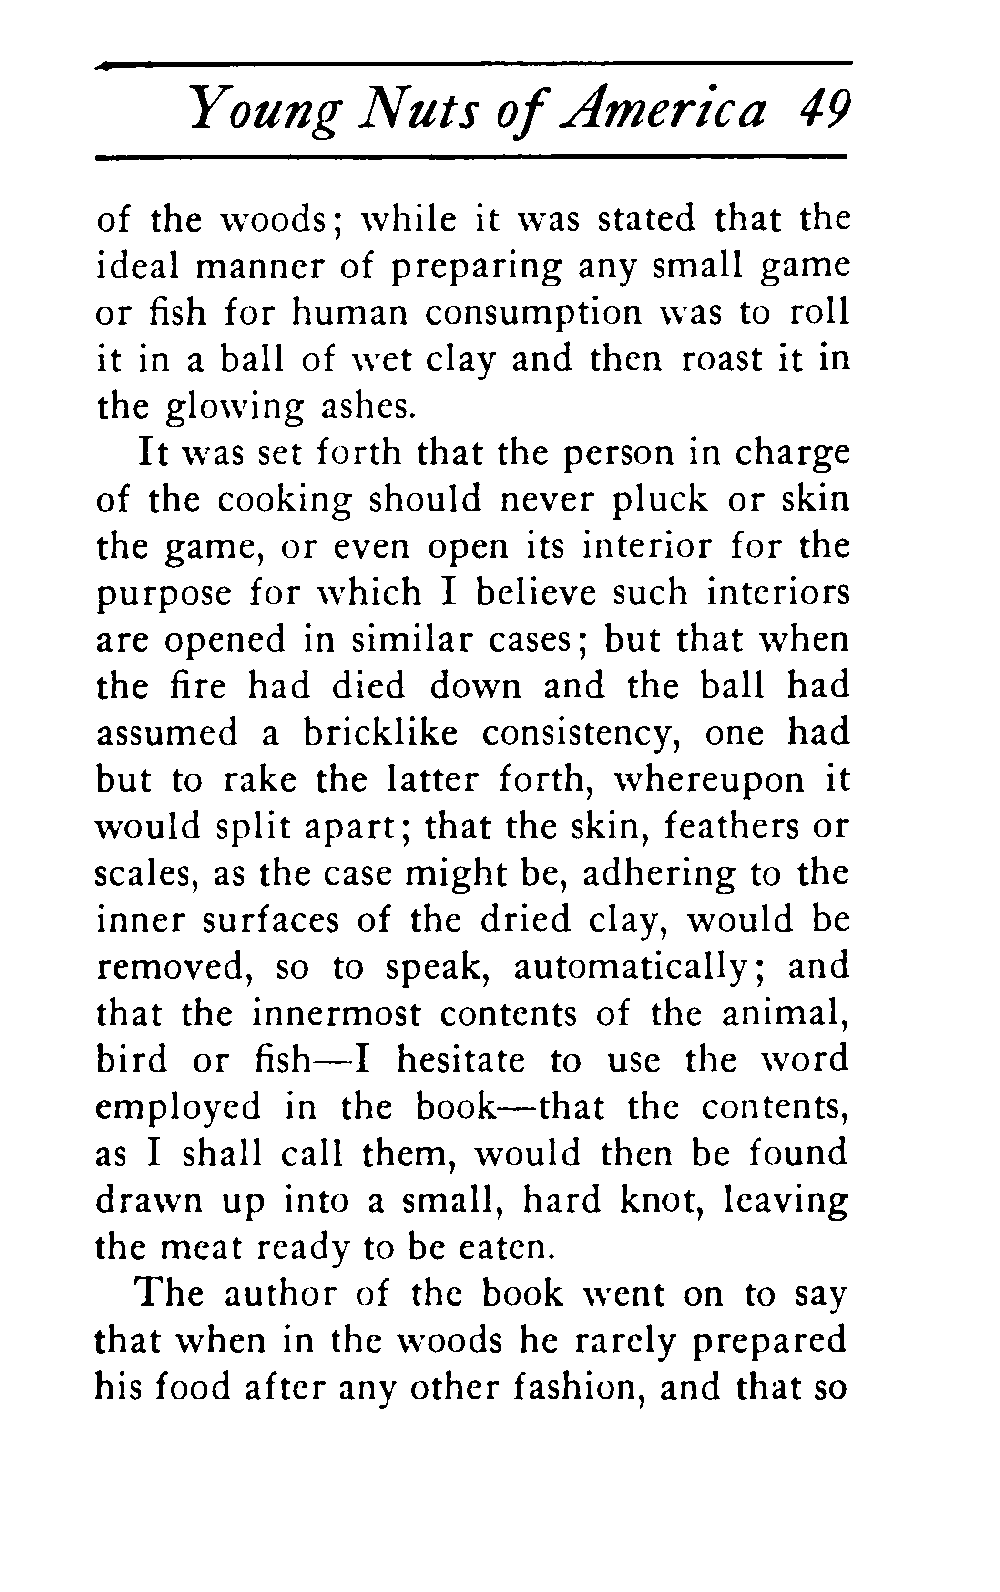 Young Nuts of America 49
of the woods; while it was stated that the
ideal manner of preparing any small game
or fish for human consumption was to roll
it in a ball of wet clay and then roast it in
the glowing ashes.
It was set forth that the person in charge
of the cooking should never pluck or skin
the game, or even open its interior for the
purpose for which I believe such interiors
are opened in similar cases; but that when
the fire had died down and the ball had
assumed a bricklike consistency, one had
but to rake the latter forth, whereupon it
would split apart; that the skin, feathers or
scales, as the case might be, adhering to the
inner surfaces of the dried clay, would be
removed, so to speak, automatically; and
that the innermost contents of the animal,
bird or fish—I hesitate to use the word
employed in the book—that the contents,
as I shall call them, would then be found
drawn up into a small, hard knot, leaving
the meat ready to be eaten.
The author of the book went on to say
that when in the woods he rarely prepared
his food after any other fashion, and that so